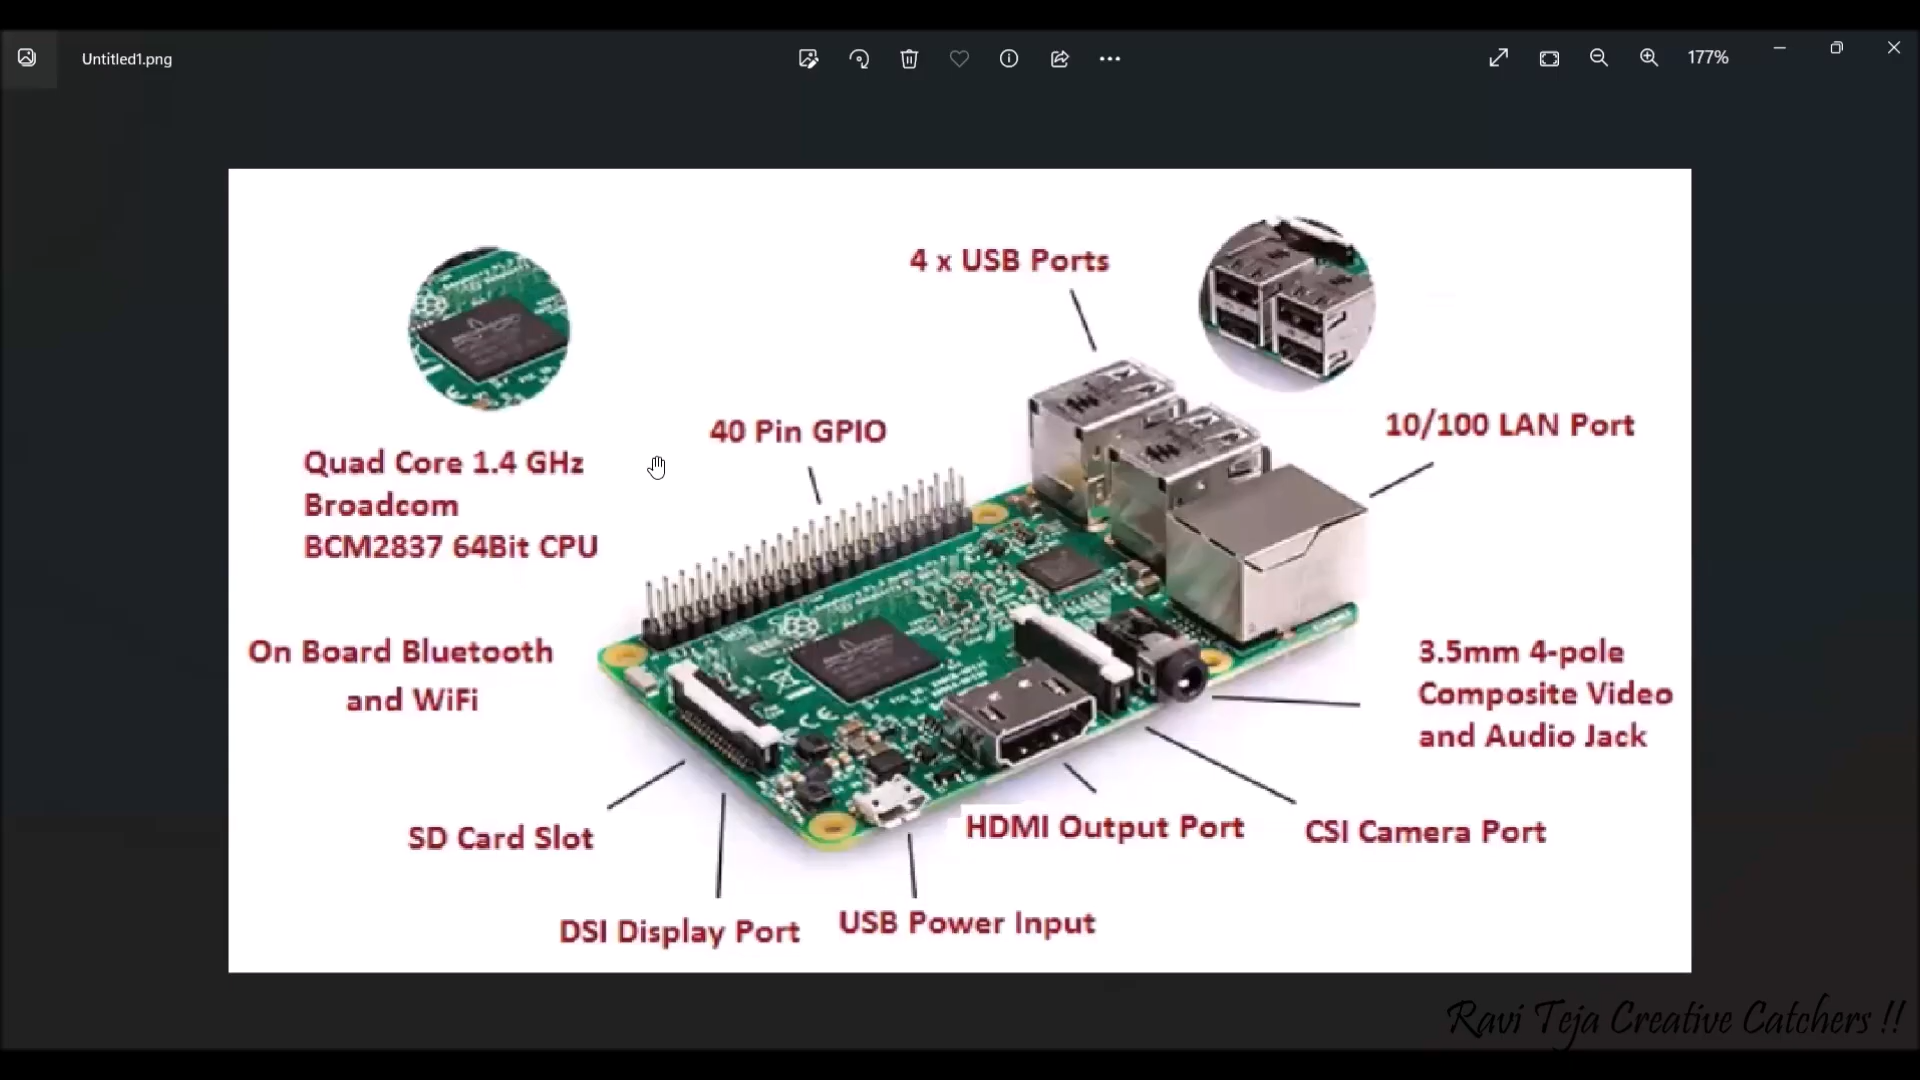 Untitled1.png
177%
4 x USB Ports
40 Pin GPIO
10/100 LAN Port
Quad Core 1.4 GHz
Broadcom
BCM2837 64Bit CPU
On Board Bluetooth
and WiFi
3.5mm 4-pole
Composite Video
and Audio Jack
SD Card Slot
HDMI Output Port
CSI Camera Port
DSI Display Port
USB Power Input
Ravi Teja Creative Catchers !!